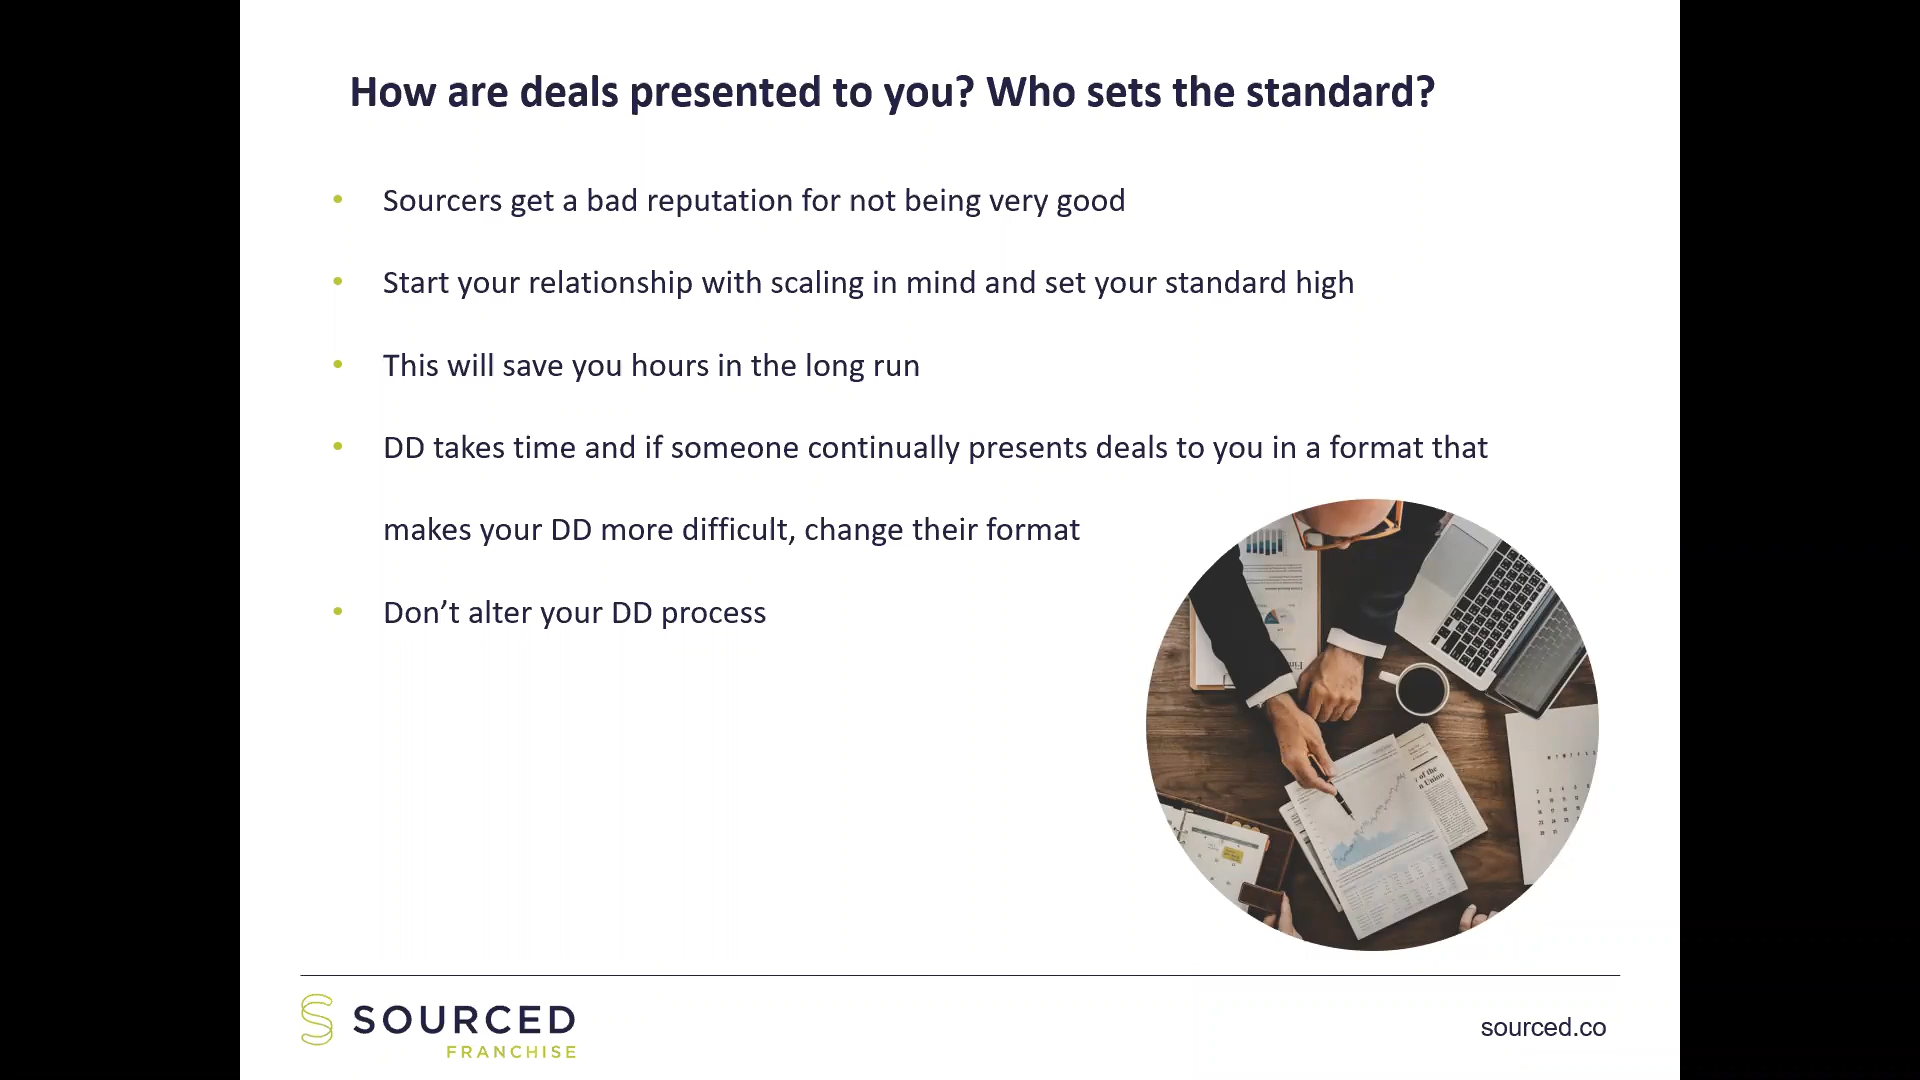 How are deals presented to you? Who sets the standard?
• Sourcers get a bad reputation for not being very good
• Start your relationship with scaling in mind and set your standard high
• This will save you hours in the long run
• DD takes time and if someone continually presents deals to you in a format that
makes your DD more difficult, change their format
• Don’t alter your DD process
of the
Union
SOURCED
FRANCHISE
sourced.co